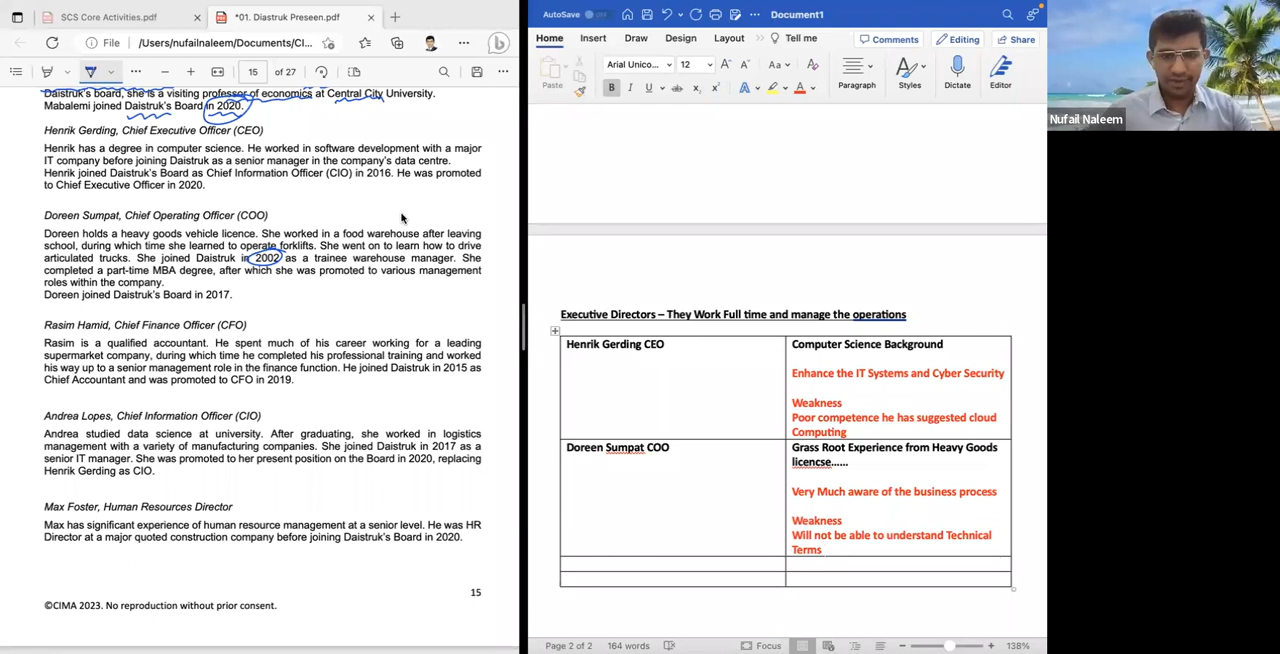 SCS Core Activities.pdf
*01. Diastruk Preseen.pdf
File
/Users/nufailnaleem/Documents/CI...
15
of 27
Daistruk's board, she is a visiting professor of economics at Central City University.
Mabalemi joined Daistruk's Board in 2020.
Henrik Gerding, Chief Executive Officer (CEO)
Henrik has a degree in computer science. He worked in software development with a major
IT company before joining Daistruk as a senior manager in the company's data centre.
Henrik joined Daistruk's Board as Chief Information Officer (CIO) in 2016. He was promoted
to Chief Executive Officer in 2020.
Doreen Sumpat, Chief Operating Officer (COO)
Doreen holds a heavy goods vehicle licence. She worked in a food warehouse after leaving
school, during which time she learned to operate forklifts. She went on to learn how to drive
articulated trucks. She joined Daistruk in 2002 as a trainee warehouse manager. She
completed a part-time MBA degree, after which she was promoted to various management
roles within the company.
Doreen joined Daistruk's Board in 2017.
Rasim Hamid, Chief Finance Officer (CFO)
Rasim is a qualified accountant. He spent much of his career working for a leading
supermarket company, during which time he completed his professional training and worked
his way up to a senior management role in the finance function. He joined Daistruk in 2015 as
Chief Accountant and was promoted to CFO in 2019.
Andrea Lopes, Chief Information Officer (CIO)
Andrea studied data science at university. After graduating, she worked in logistics
management with a variety of manufacturing companies. She joined Daistruk in 2017 as a
senior IT manager. She was promoted to her present position on the Board in 2020, replacing
Henrik Gerding as CIO.
Max Foster, Human Resources Director
Max has significant experience of human resource management at a senior level. He was HR
Director at a major quoted construction company before joining Daistruk's Board in 2020.
15
©CIMA 2023. No reproduction without prior consent.
AutoSave OFF
Document1
Home Insert Draw Design Layout Tell me
Comments Editing Share
Paste
Arial Unico... 12
Aa
B I U ab x₂ x²
Paragraph Styles Dictate Editor
Executive Directors – They Work Full time and manage the operations
Henrik Gerding CEO
Computer Science Background
Enhance the IT Systems and Cyber Security
Weakness
Poor competence he has suggested cloud
Computing
Doreen Sumpat COO
Grass Root Experience from Heavy Goods
licencse......
Very Much aware of the business process
Weakness
Will not be able to understand Technical
Terms
Page 2 of 2 164 words Focus 138%
Nufail Naleem